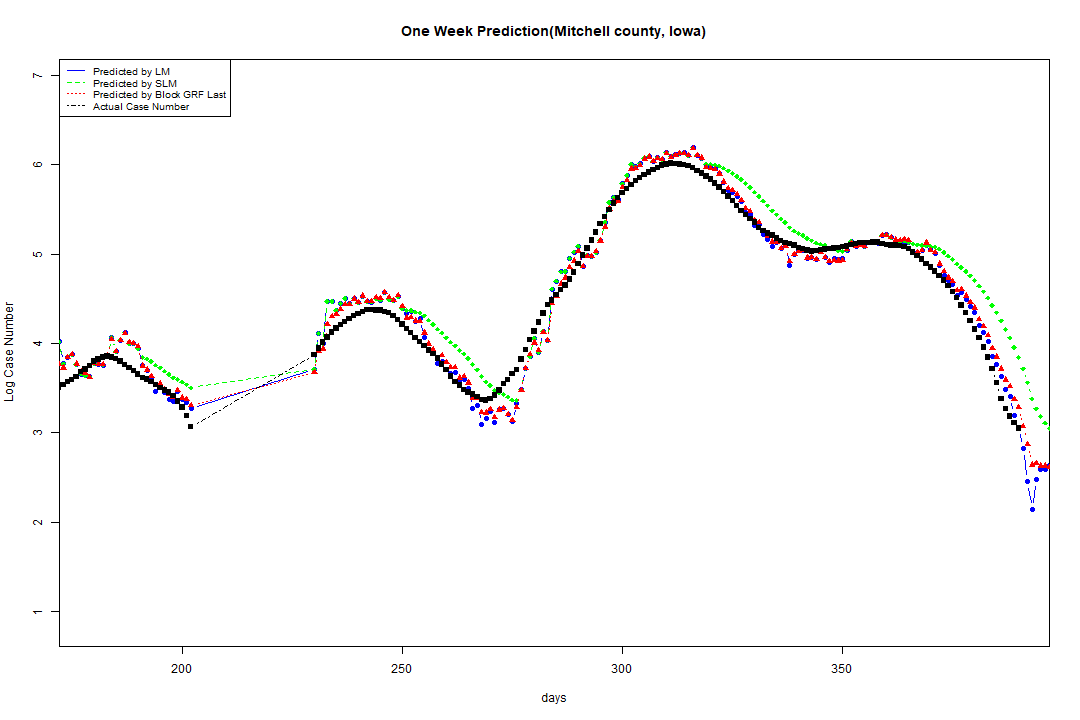 One Week Prediction(Mitchell county, Iowa)
Predicted by LM
Predicted by SLM
Predicted by Block GRF Last
Actual Case Number
7
6
5
4
3
2
1
Log Case Number
200
250
300
350
days